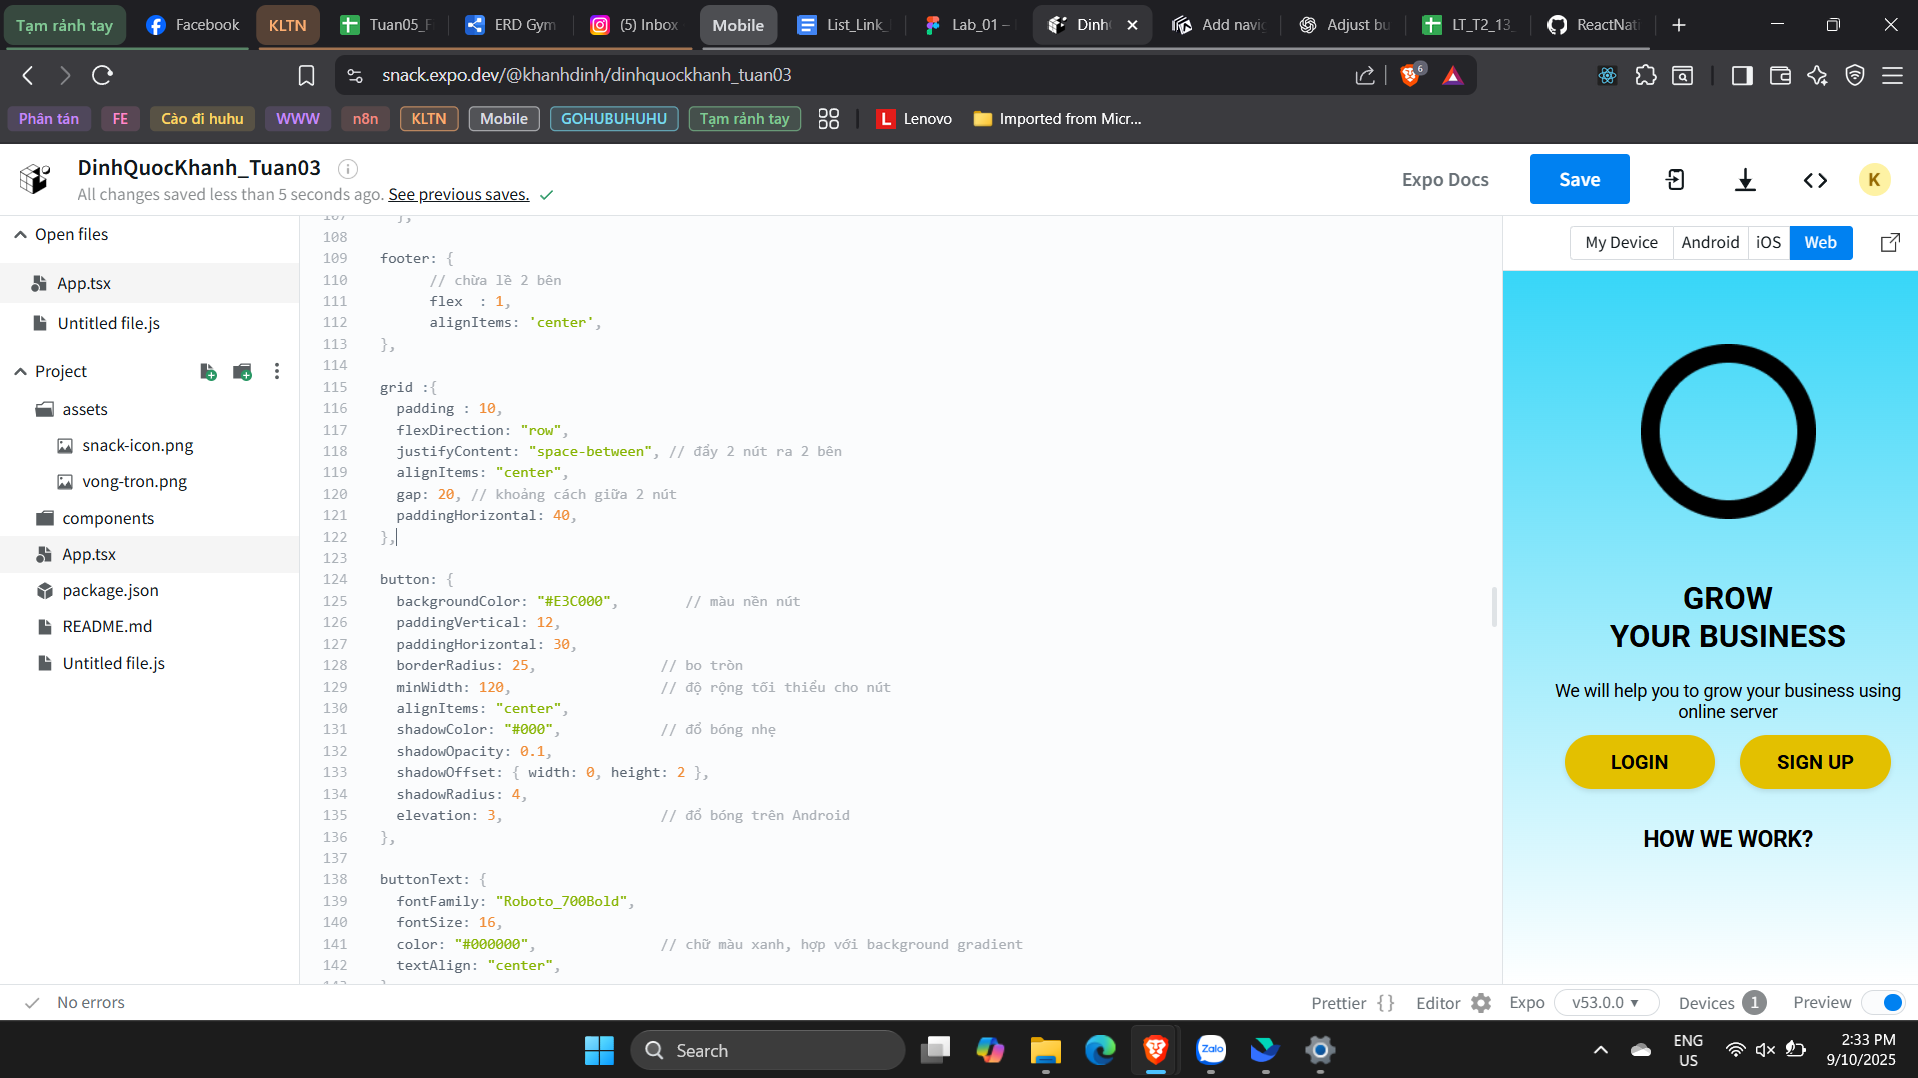 Tạm rảnh tay
Facebook
KLTN
Tuan05_F
ERD Gym
(5) Inbox
Mobile
List_Link_
Lab_01 –
Dinh
Add navig
Adjust bu
LT_T2_13_
ReactNati
snack.expo.dev/@khanhdinh/dinhquockhanh_tuan03
6
Phân tán
FE
Cào đi huhu
WWW
n8n
KLTN
Mobile
GOHUBUHUHU
Tạm rảnh tay
L Lenovo
Imported from Micr...
DinhQuocKhanh_Tuan03
All changes saved less than 5 seconds ago. See previous saves.
Expo Docs
Save
K
Open files
App.tsx
Untitled file.js
Project
assets
snack-icon.png
vong-tron.png
components
App.tsx
package.json
README.md
Untitled file.js
107 },
108
109 footer: {
110 // chừa lề 2 bên
111 flex  : 1,
112 alignItems: 'center',
113 },
114
115 grid :{
116 padding : 10,
117 flexDirection: "row",
118 justifyContent: "space-between", // đẩy 2 nút ra 2 bên
119 alignItems: "center",
120 gap: 20, // khoảng cách giữa 2 nút
121 paddingHorizontal: 40,
122 },
123
124 button: {
125 backgroundColor: "#E3C000", // màu nền nút
126 paddingVertical: 12,
127 paddingHorizontal: 30,
128 borderRadius: 25, // bo tròn
129 minWidth: 120, // độ rộng tối thiểu cho nút
130 alignItems: "center",
131 shadowColor: "#000", // đổ bóng nhẹ
132 shadowOpacity: 0.1,
133 shadowOffset: { width: 0, height: 2 },
134 shadowRadius: 4,
135 elevation: 3, // đổ bóng trên Android
136 },
137
138 buttonText: {
139 fontFamily: "Roboto_700Bold",
140 fontSize: 16,
141 color: "#000000", // chữ màu xanh, hợp với background gradient
142 textAlign: "center",
My Device
Android
iOS
Web
GROW
YOUR BUSINESS
We will help you to grow your business using
online server
LOGIN
SIGN UP
HOW WE WORK?
No errors
Prettier { }
Editor
Expo
v53.0.0
Devices 1
Preview
Search
Zalo
ENG
US
2:33 PM
9/10/2025